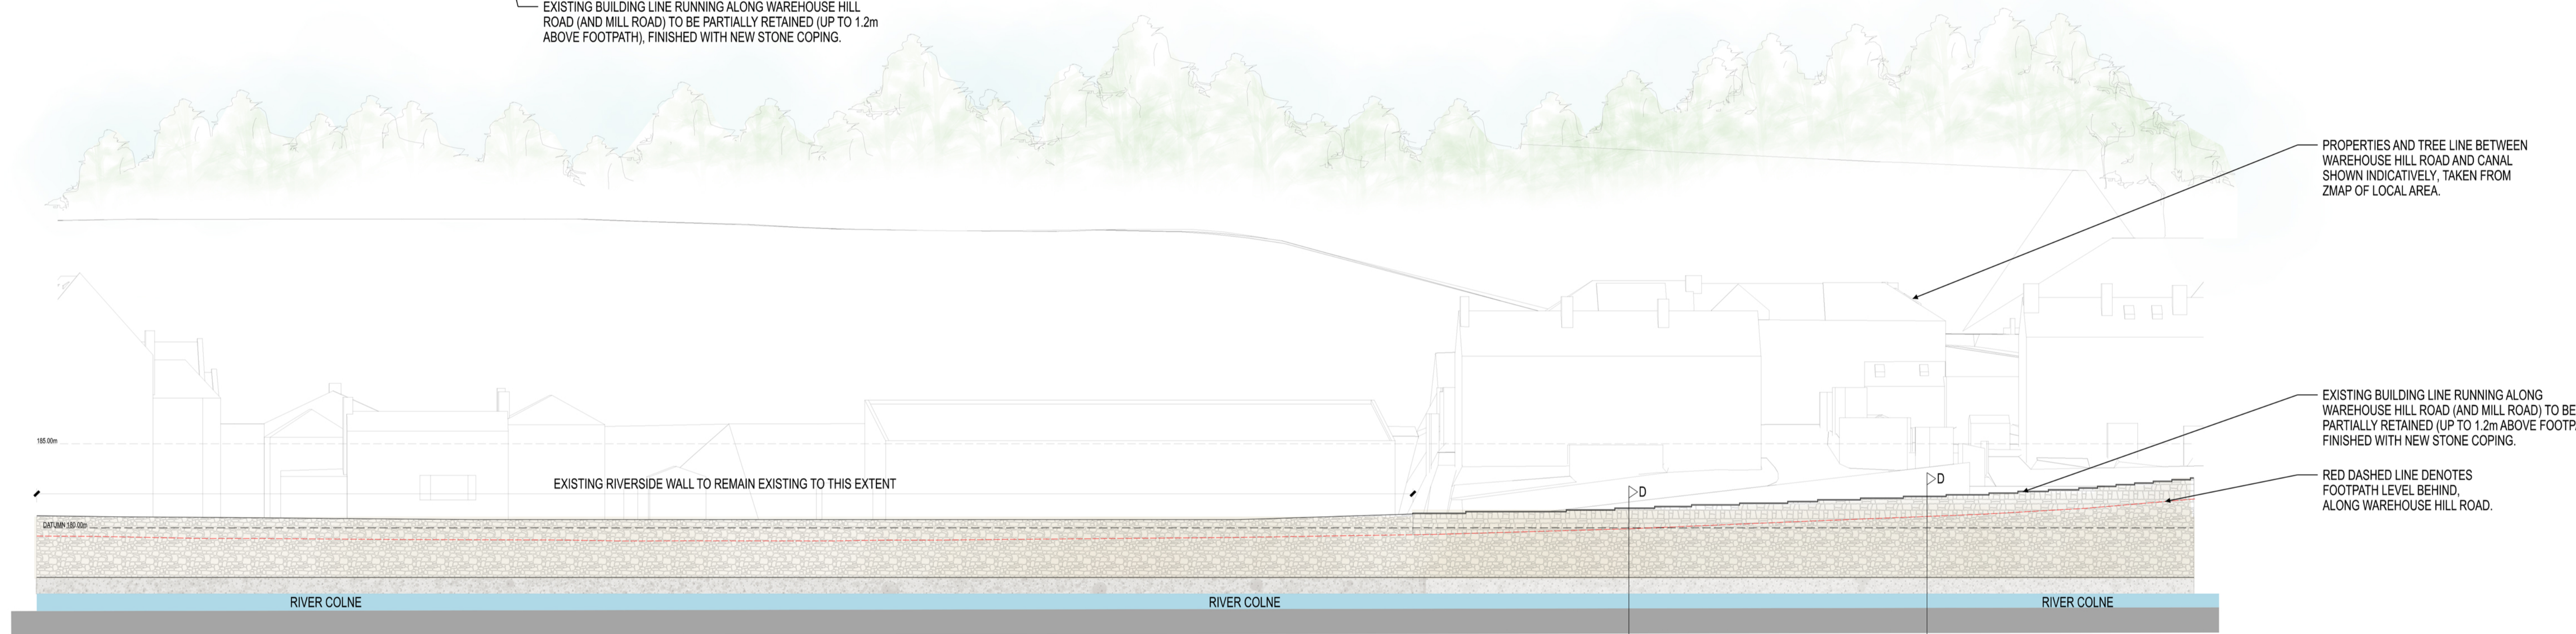 EXISTING BUILDING LINE RUNNING ALONG WAREHOUSE HILL
ROAD (AND MILL ROAD) TO BE PARTIALLY RETAINED (UP TO 1.2m
ABOVE FOOTPATH), FINISHED WITH NEW STONE COPING.
PROPERTIES AND TREE LINE BETWEEN
WAREHOUSE HILL ROAD AND CANAL
SHOWN INDICATIVELY, TAKEN FROM
ZMAP OF LOCAL AREA.
EXISTING BUILDING LINE RUNNING ALONG
WAREHOUSE HILL ROAD (AND MILL ROAD) TO BE
PARTIALLY RETAINED (UP TO 1.2m ABOVE FOOTPA
FINISHED WITH NEW STONE COPING.
185.00m
EXISTING RIVERSIDE WALL TO REMAIN EXISTING TO THIS EXTENT
D
D
RED DASHED LINE DENOTES
FOOTPATH LEVEL BEHIND,
ALONG WAREHOUSE HILL ROAD.
DATUMN 180.00m
RIVER COLNE
RIVER COLNE
RIVER COLNE